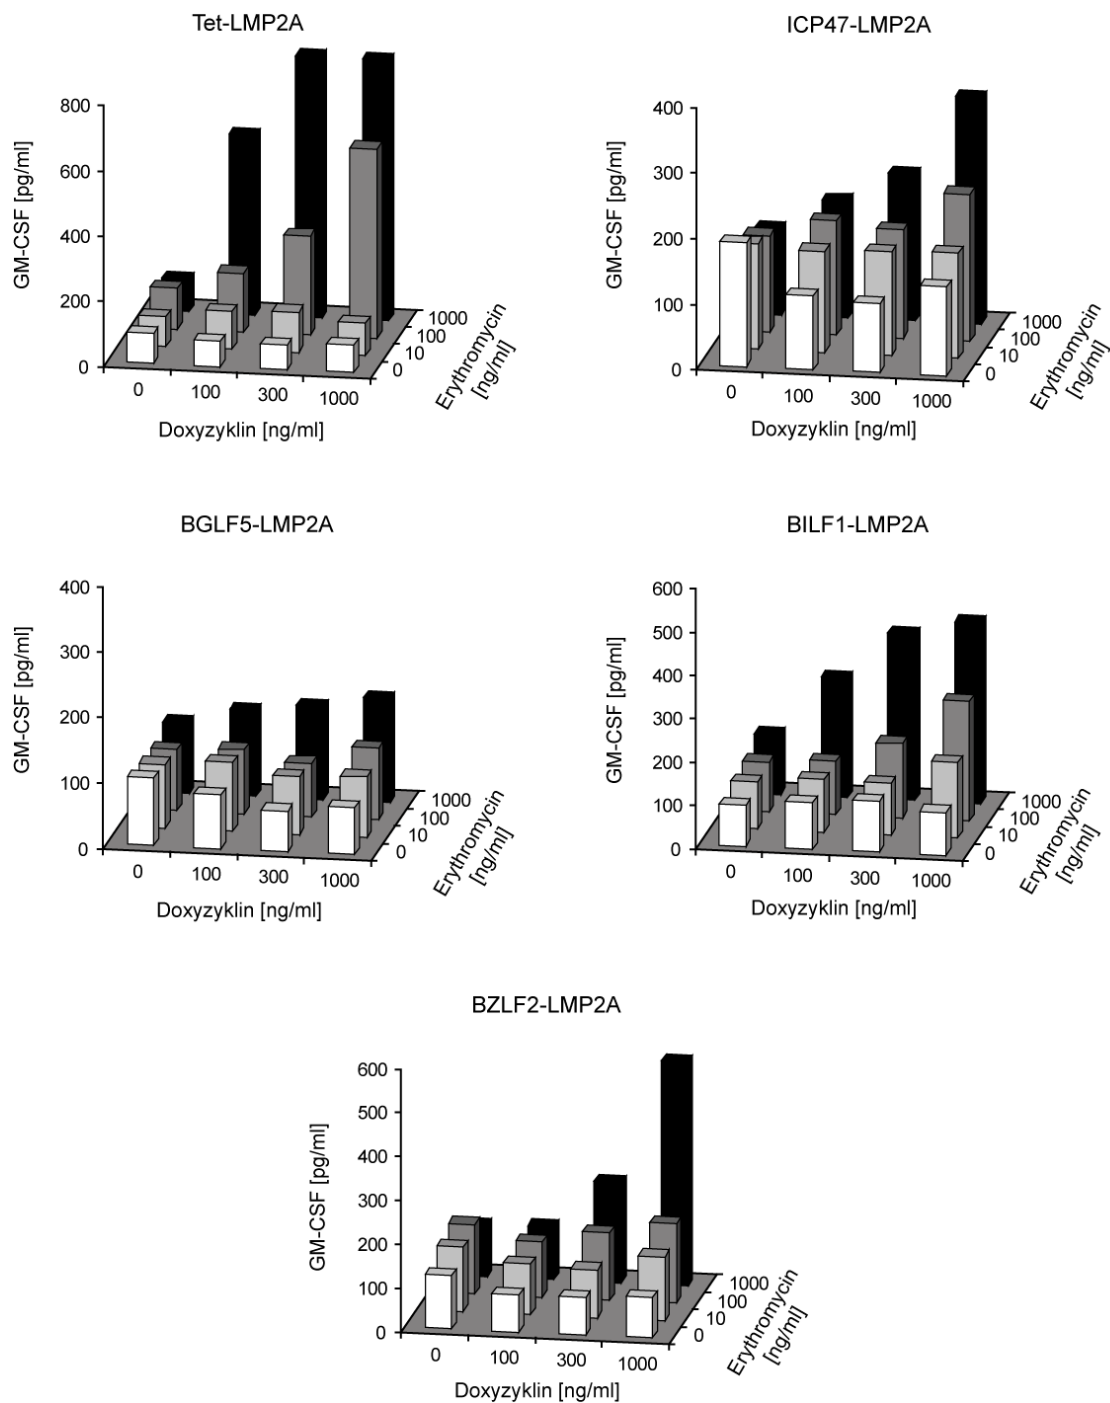 Tet-LMP2A
GM-CSF [pg/ml]
800
600
400
200
0
0
100
300
1000
Doxyzyklin [ng/ml]
1000
100
10
0
Erythromycin
[ng/ml]
ICP47-LMP2A
GM-CSF [pg/ml]
400
300
200
100
0
0
100
300
1000
Doxyzyklin [ng/ml]
1000
100
10
0
Erythromycin
[ng/ml]
BGLF5-LMP2A
GM-CSF [pg/ml]
400
300
200
100
0
0
100
300
1000
Doxyzyklin [ng/ml]
1000
100
10
0
Erythromycin
[ng/ml]
BILF1-LMP2A
GM-CSF [pg/ml]
600
500
400
300
200
100
0
0
100
300
1000
Doxyzyklin [ng/ml]
1000
100
10
0
Erythromycin
[ng/ml]
BZLF2-LMP2A
GM-CSF [pg/ml]
600
500
400
300
200
100
0
0
100
300
1000
Doxyzyklin [ng/ml]
1000
100
10
0
Erythromycin
[ng/ml]